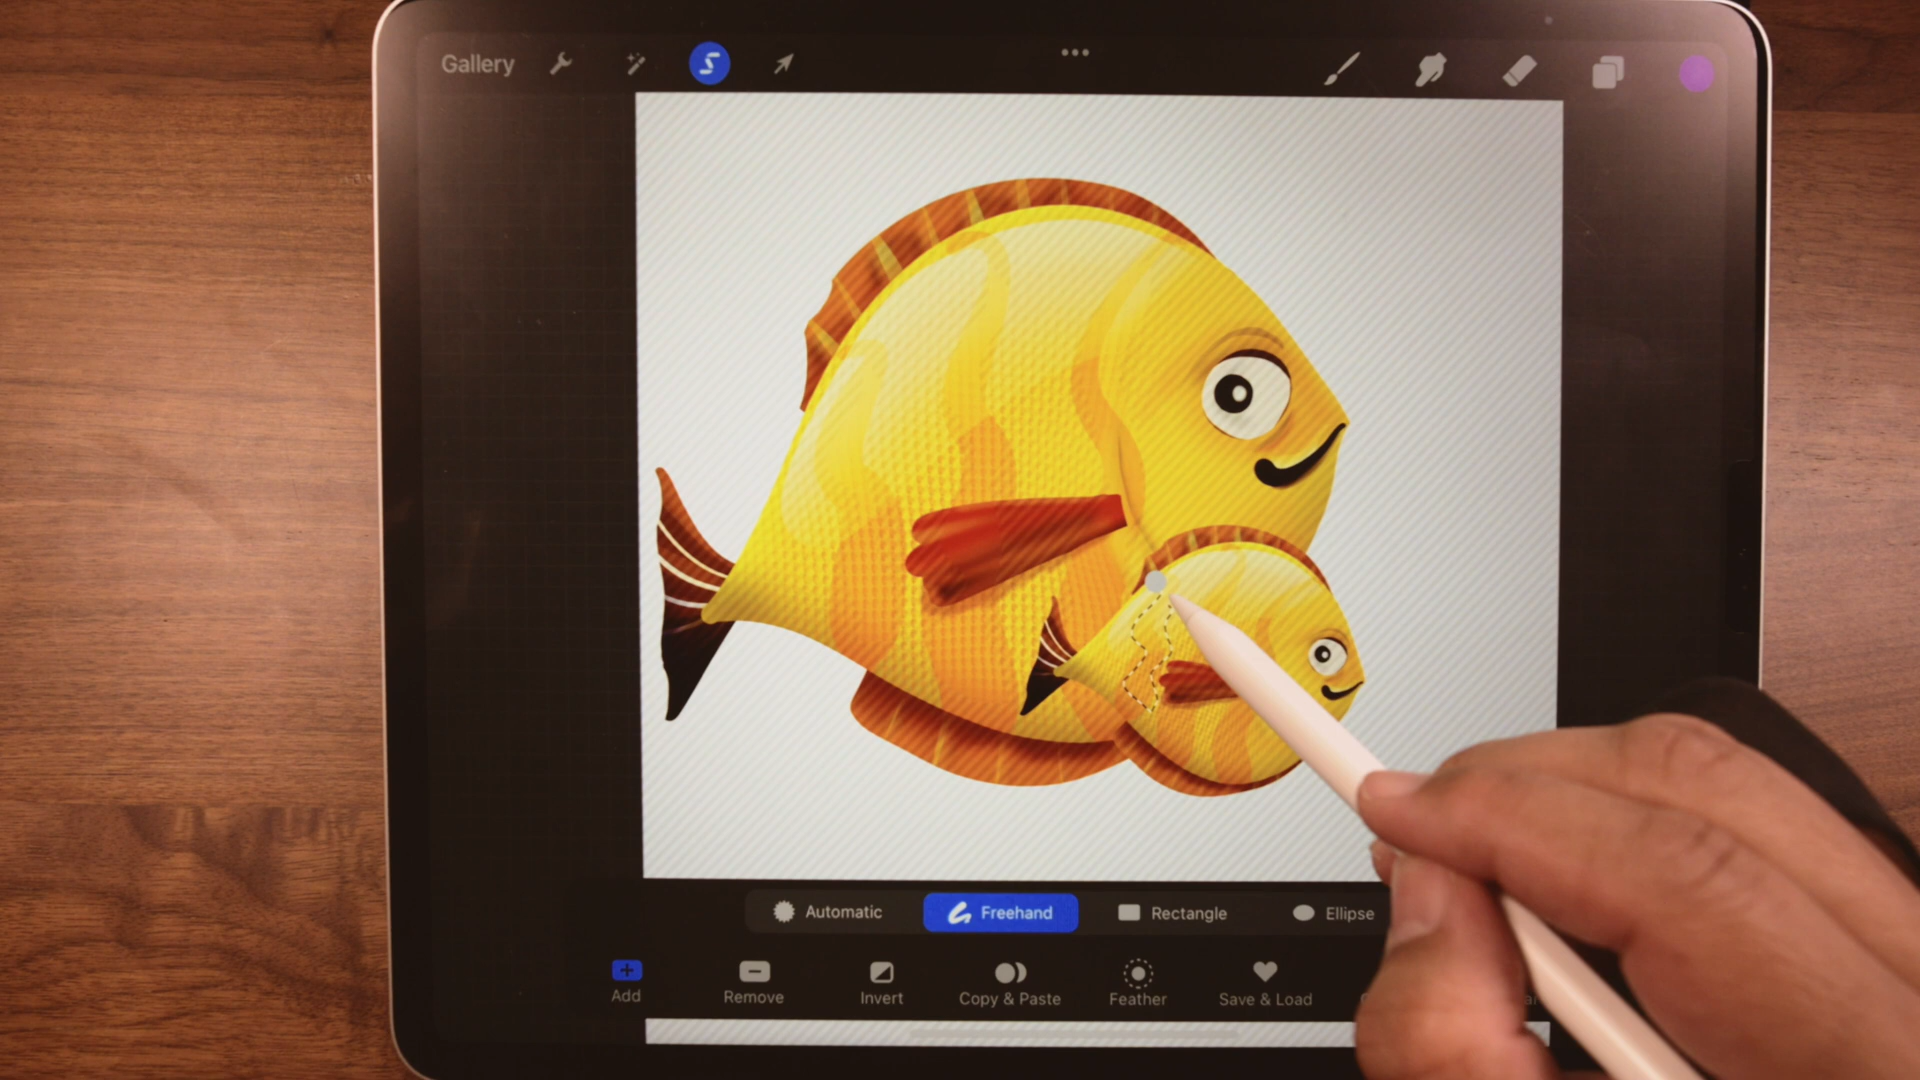 Gallery
Automatic Freehand Rectangle Ellipse
Add Remove Invert Copy & Paste Feather Save & Load